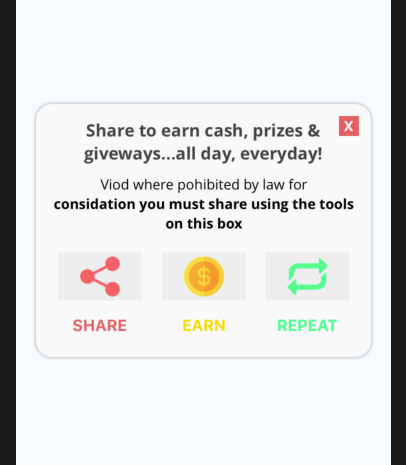 X
Share to earn cash, prizes &
giveways...all day, everyday!
Viod where pohibited by law for
considation you must share using the tools
on this box
$
SHARE EARN REPEAT